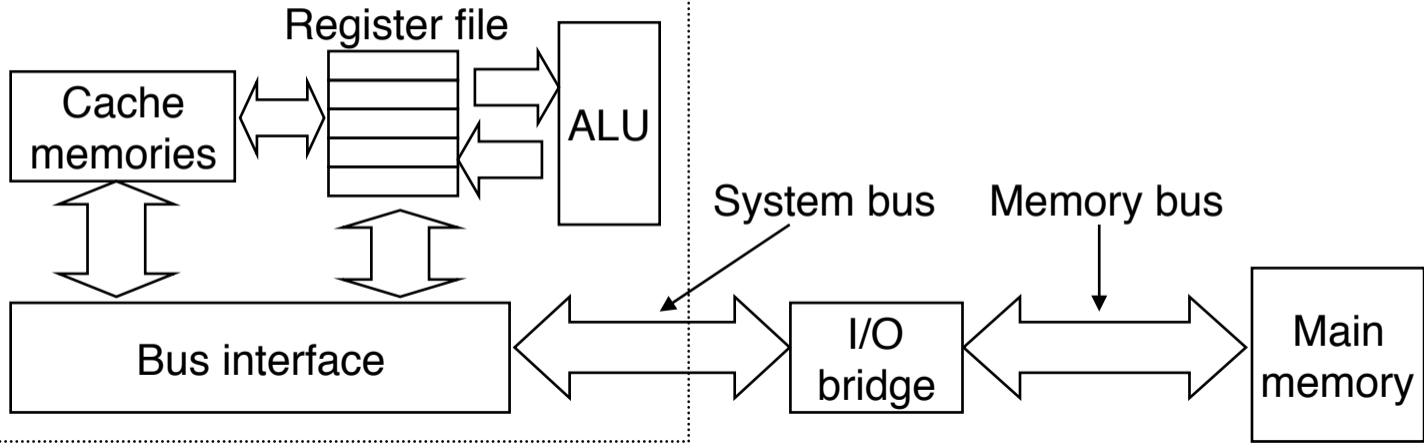 Register file
Cache
memories
ALU
System bus
Memory bus
Bus interface
I/O
bridge
Main
memory